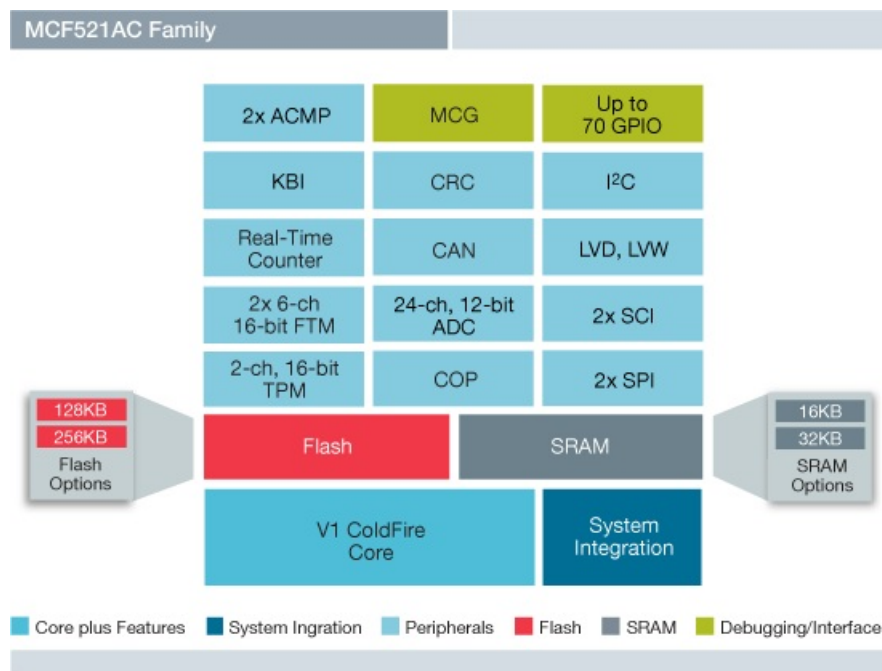 MCF521AC Family
2x ACMP
MCG
Up to
70 GPIO
KBI
CRC
I²C
Real-Time
Counter
CAN
LVD, LVW
2x 6-ch
16-bit FTM
24-ch, 12-bit
ADC
2x SCI
2-ch, 16-bit
TPM
COP
2x SPI
128KB
256KB
Flash
Options
Flash
SRAM
16KB
32KB
SRAM
Options
V1 ColdFire
Core
System
Integration
Core plus Features
System Ingration
Peripherals
Flash
SRAM
Debugging/Interface